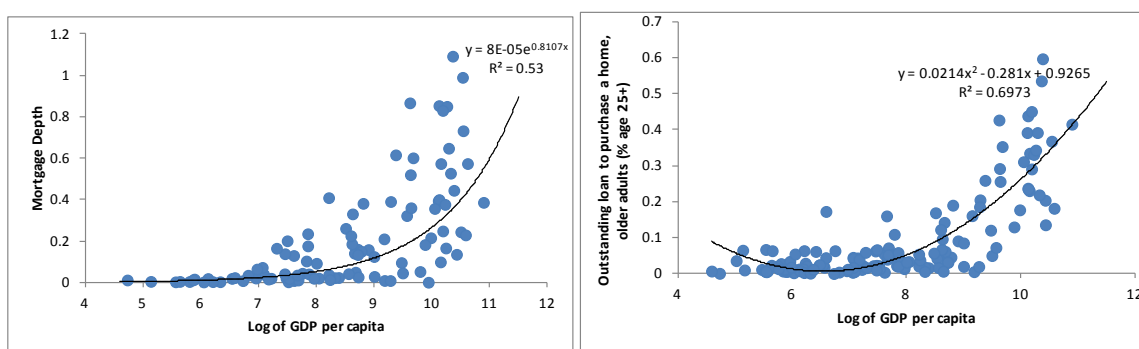 Mortgage Depth
1.2
1
0.8
0.6
0.4
0.2
0
y = 8E-05e^0.8107x
R² = 0.53
4 5 6 7 8 9 10 11 12
Log of GDP per capita
Outstanding loan to purchase a home,
older adults (% age 25+)
0.7
0.6
0.5
0.4
0.3
0.2
0.1
0
y = 0.0214x² - 0.281x + 0.9265
R² = 0.6973
4 6 8 10 12
Log of GDP per capita